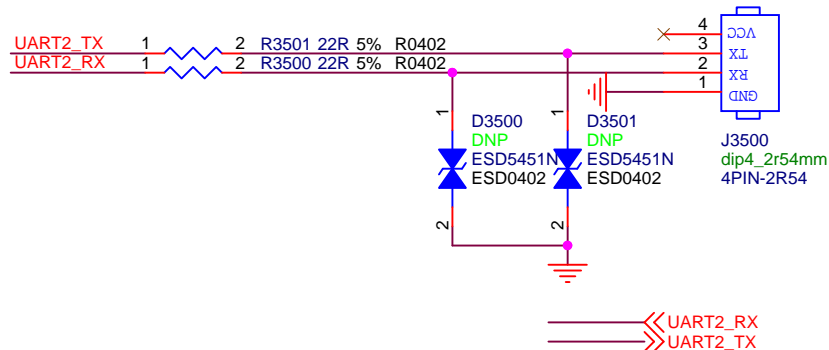 UART2_TX 1 2 R3501 22R 5% R0402
UART2_RX 1 2 R3500 22R 5% R0402
4 VCC
3 TX
2 RX
1 GND
J3500
dip4_2r54mm
4PIN-2R54
1 D3500
DNP
ESD5451N
ESD0402
2
1 D3501
DNP
ESD5451N
ESD0402
2
UART2_RX
UART2_TX